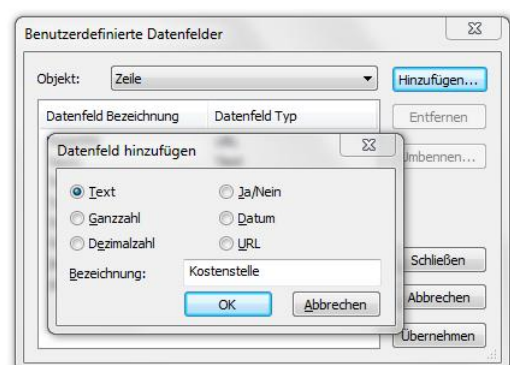 Benutzerdefinierte Datenfelder
Objekt: Zeile
Hinzufügen...
Datenfeld Bezeichnung Datenfeld Typ
Entfernen
Umbennen...
Datenfeld hinzufügen
Text Ja/Nein
Ganzzahl Datum
Dezimalzahl URL
Bezeichnung: Kostenstelle
OK Abbrechen
Schließen
Abbrechen
Übernehmen